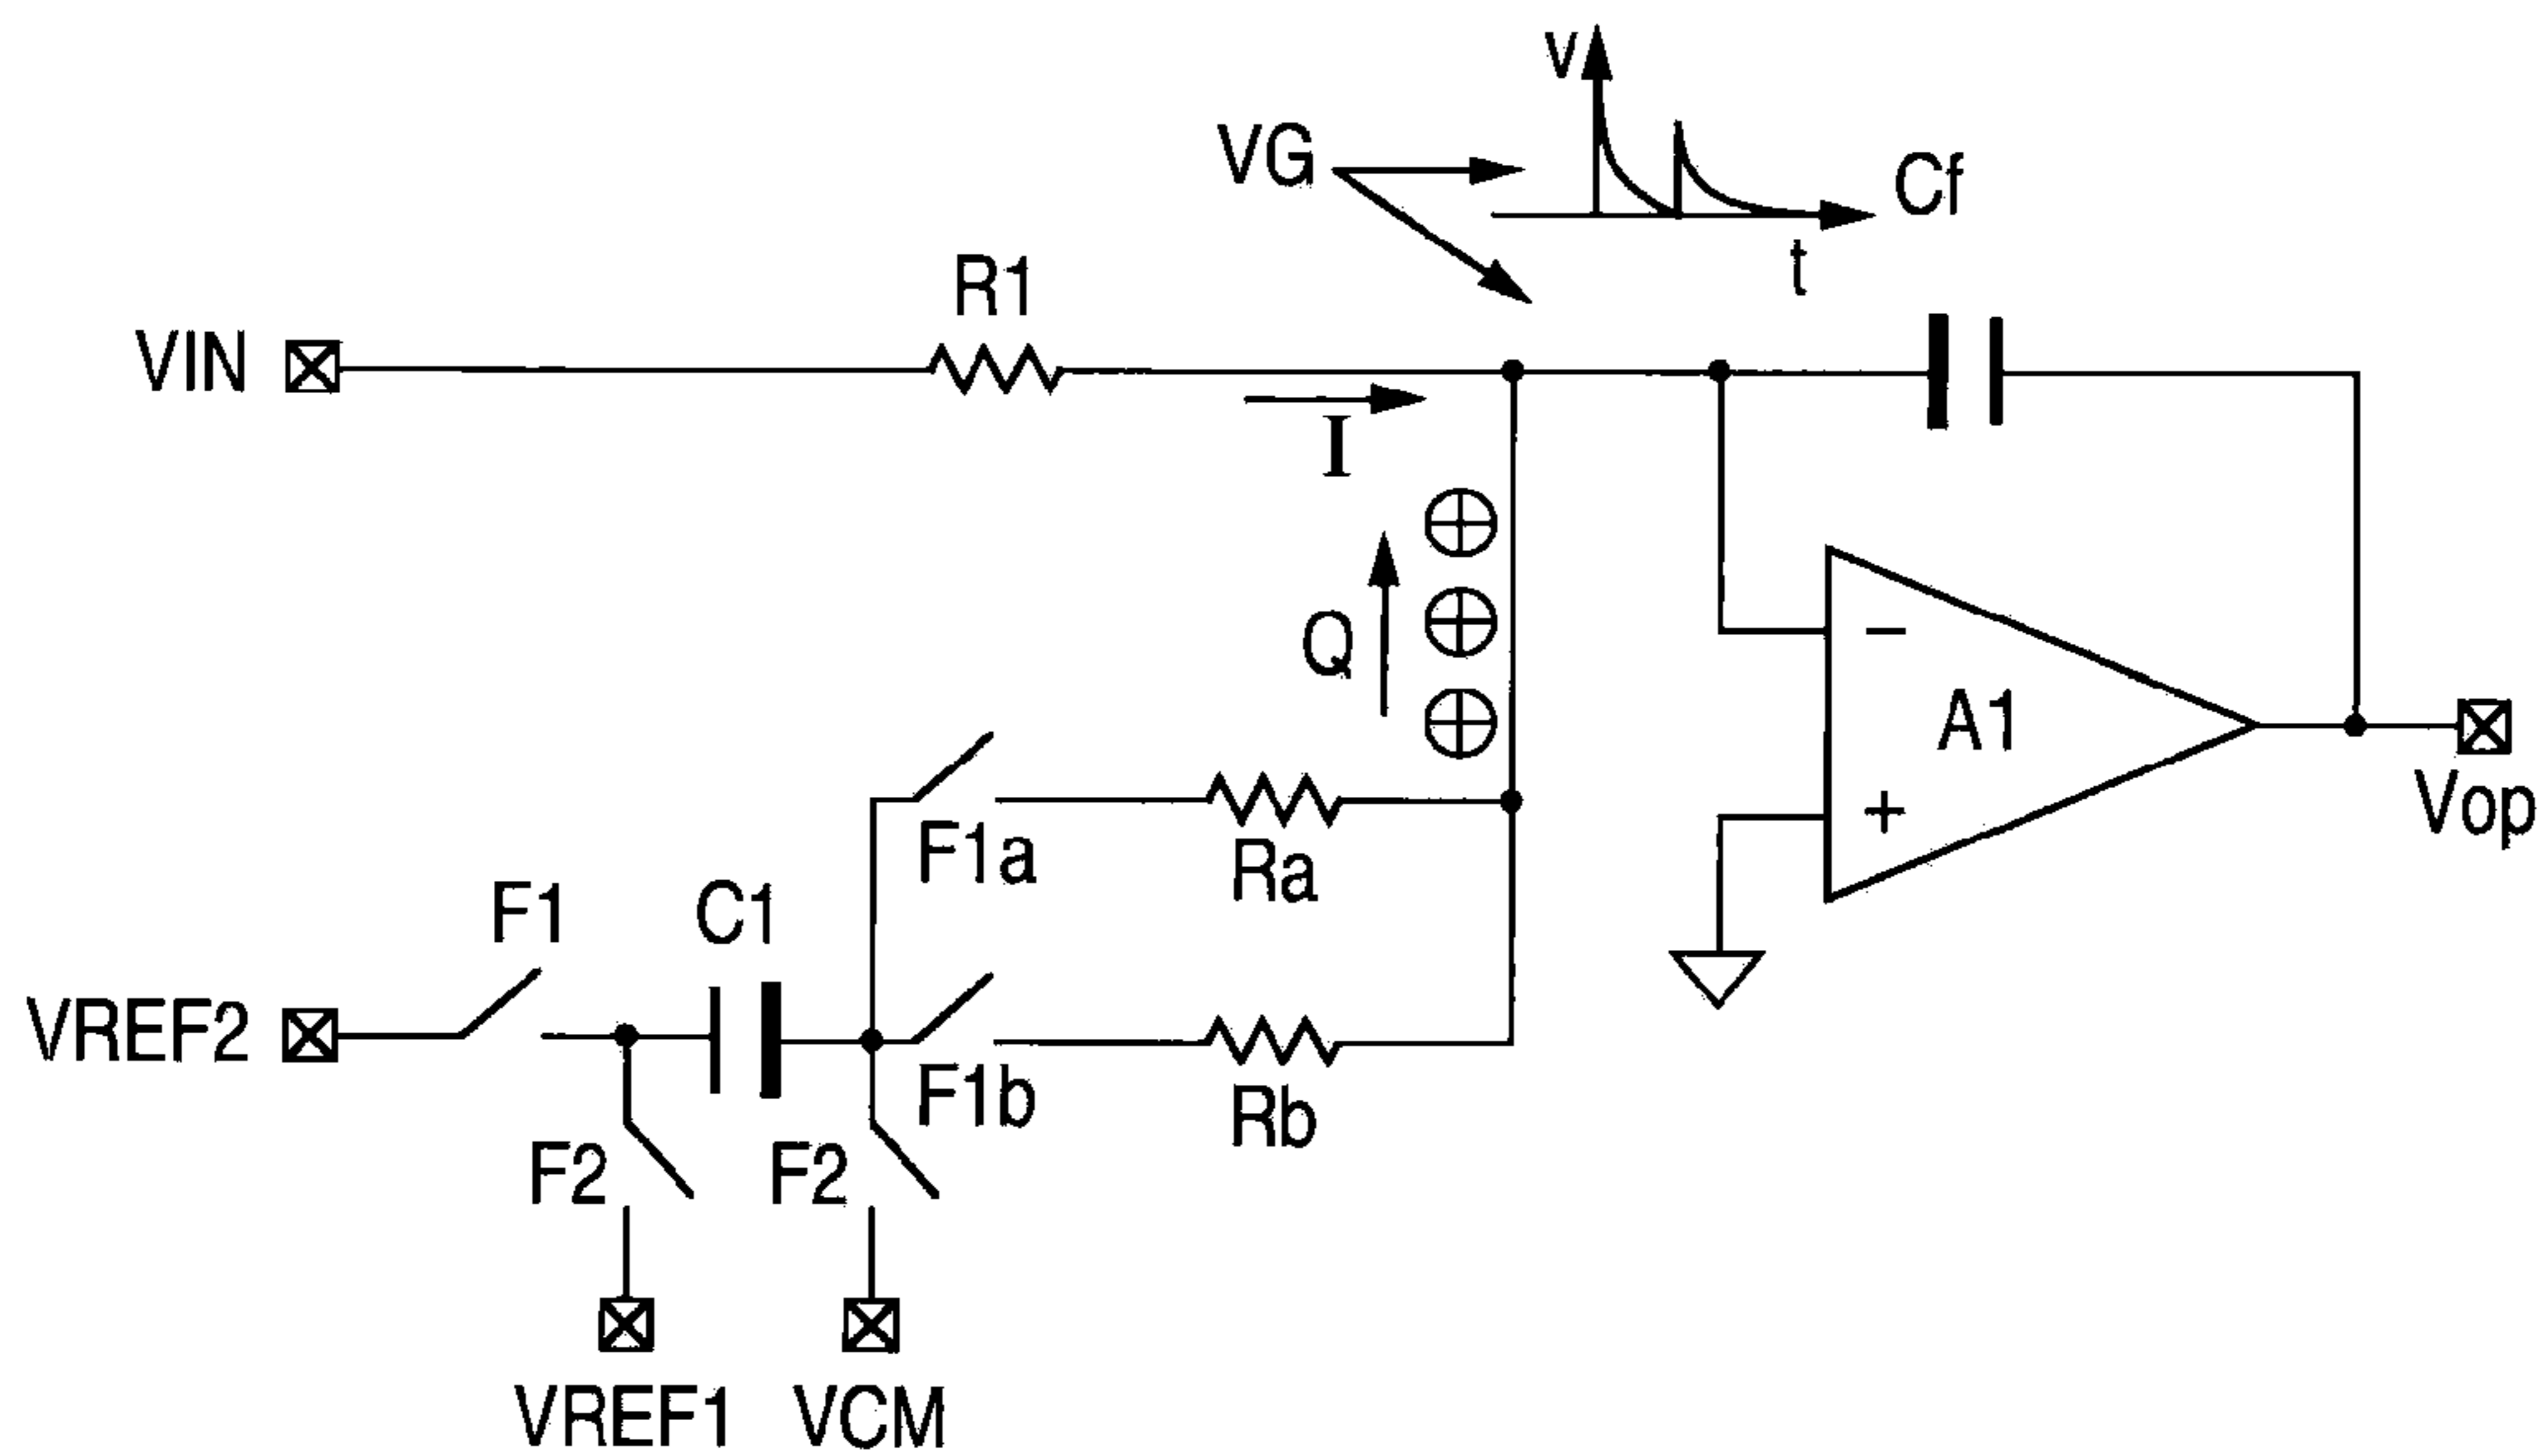 v
VG
Cf
t
R1
VIN
I
Q
−
A1
+
Vop
F1a
Ra
F1
C1
VREF2
F1b
Rb
F2
F2
VREF1
VCM